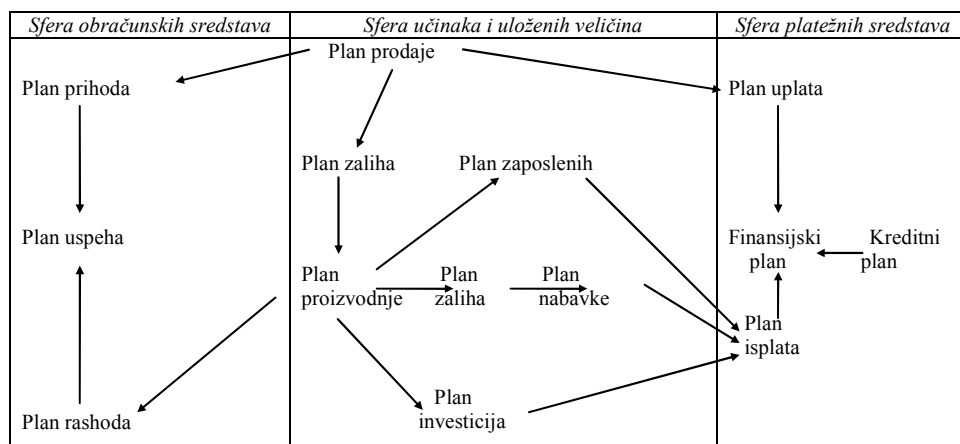 Sfera obračunskih sredstava
Sfera učinaka i uloženih veličina
Sfera platežnih sredstava
Plan prodaje
Plan prihoda
Plan uplata
Plan zaliha
Plan zaposlenih
Plan uspeha
Finansijski
plan
Kreditni
plan
Plan
proizvodnje
Plan
zaliha
Plan
nabavke
Plan
isplata
Plan
investicija
Plan rashoda